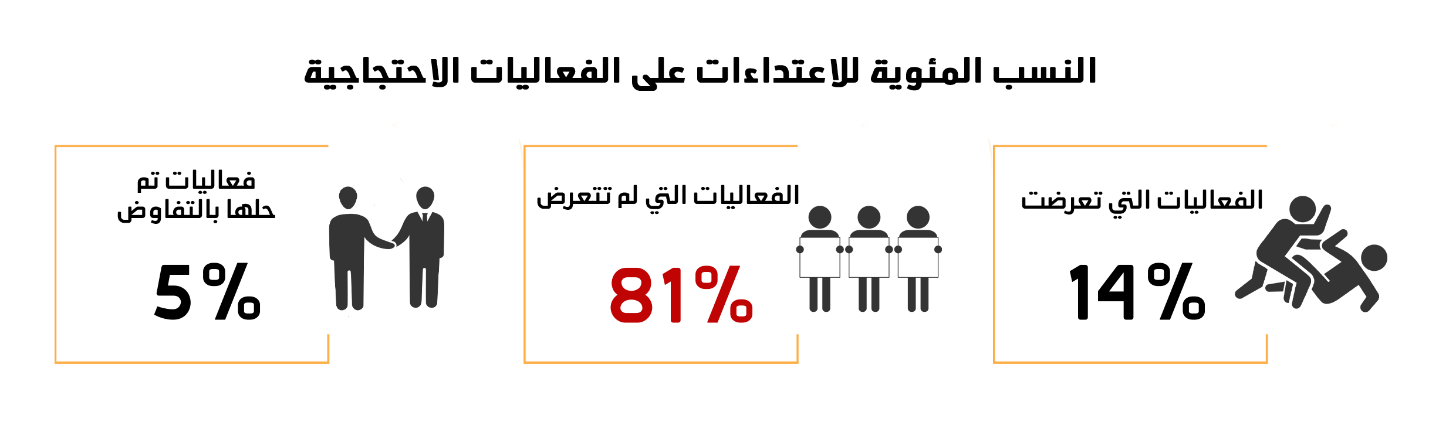 النسب المئوية للاعتداءات على الفعاليات الاحتجاجية
الفعاليات التي تعرضت
14%
الفعاليات التي لم تتعرض
81%
فعاليات تم
حلها بالتفاوض
5%